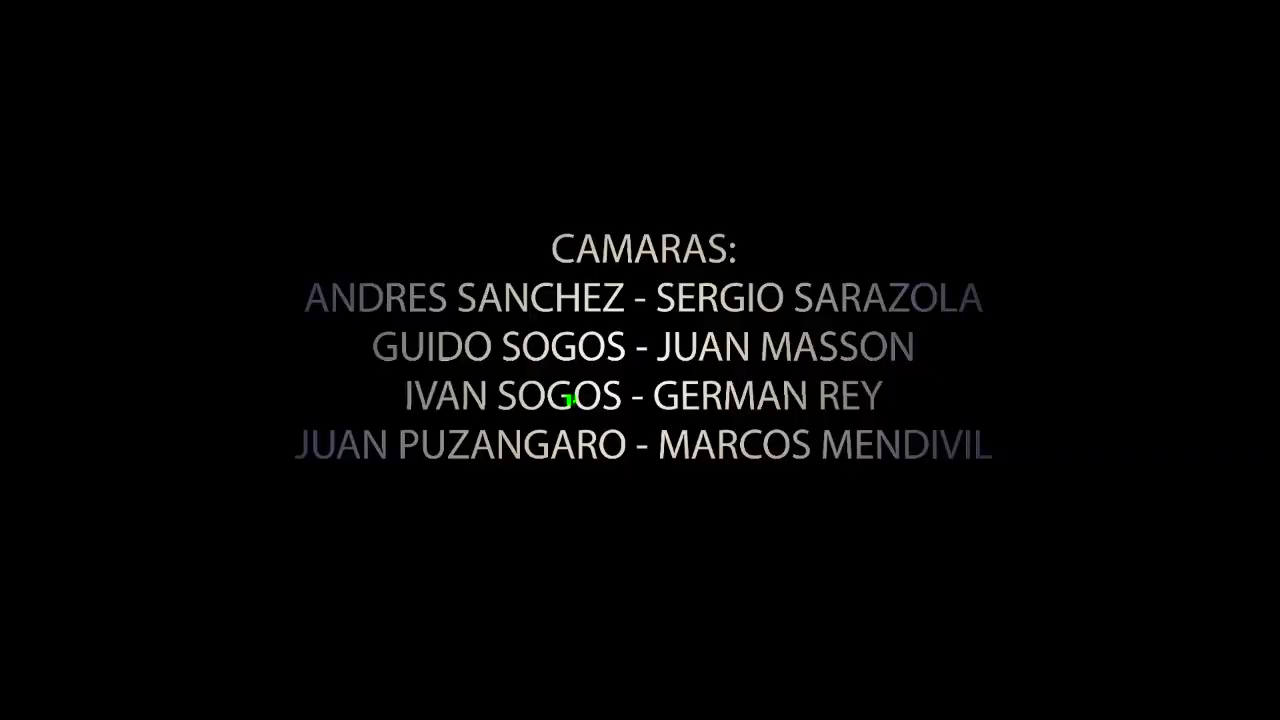 CAMARAS:
ANDRES SANCHEZ - SERGIO SARAZOLA
GUIDO SOGOS - JUAN MASSON
IVAN SOGOS - GERMAN REY
JUAN PUZANGARO - MARCOS MENDIVIL